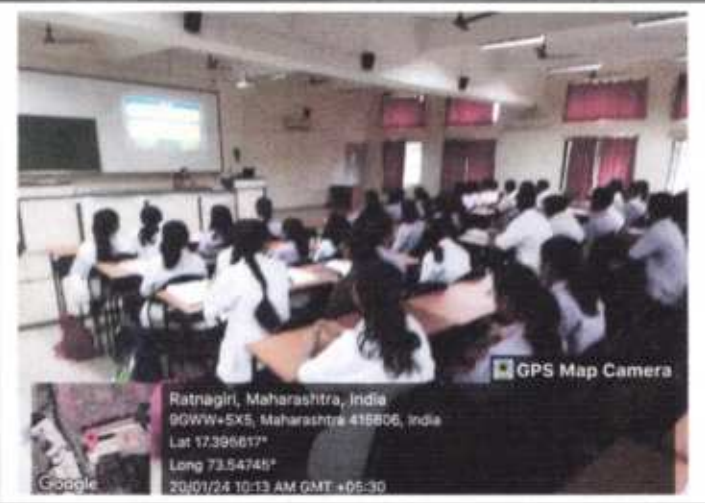 GPS Map Camera
Ratnagiri, Maharashtra, India
9GWW+5X5, Maharashtra 415606, India
Lat 17.395617°
Long 73.54745°
20/01/24 10:13 AM GMT +05:30
Google